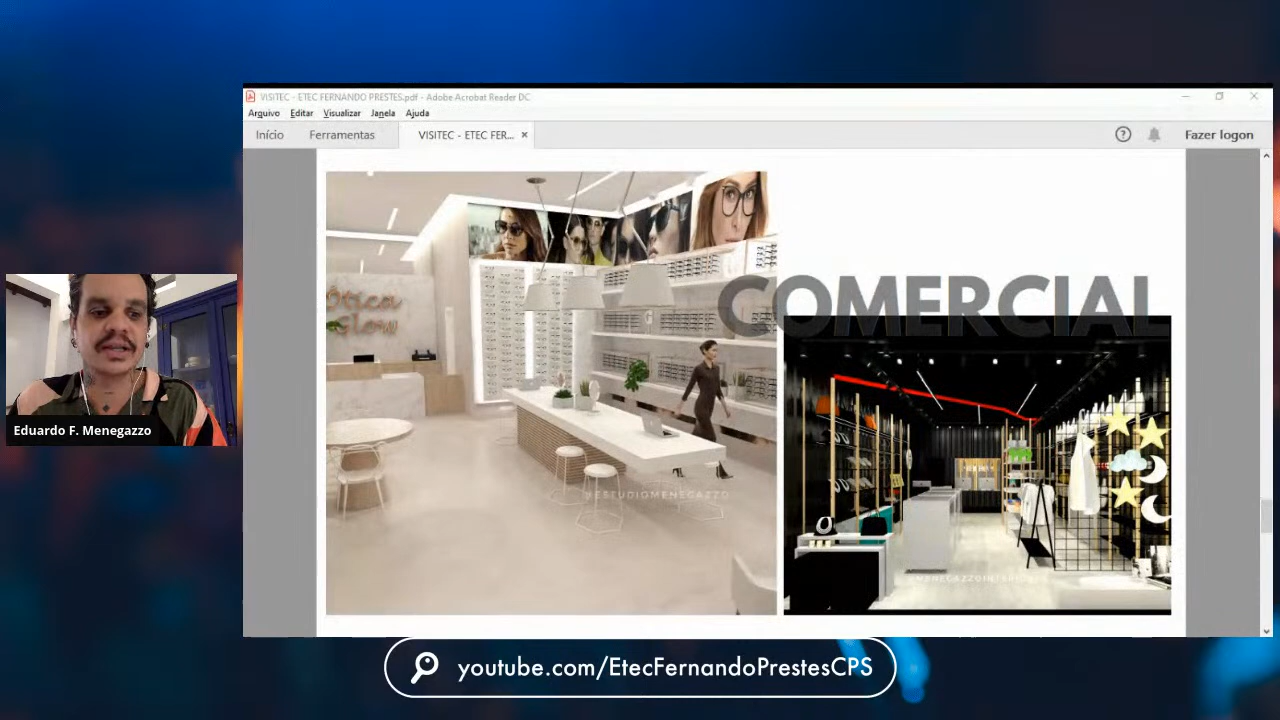 VISITEC - ETEC FERNANDO PRESTES.pdf - Adobe Acrobat Reader DC
Arquivo Editar Visualizar Janela Ajuda
Início Ferramentas VISITEC - ETEC FER... × Fazer logon
Ótica
Glow
COMERCIAL
@ESTUDIOMENEGAZZO
Eduardo F. Menegazzo
youtube.com/EtecFernandoPrestesCPS